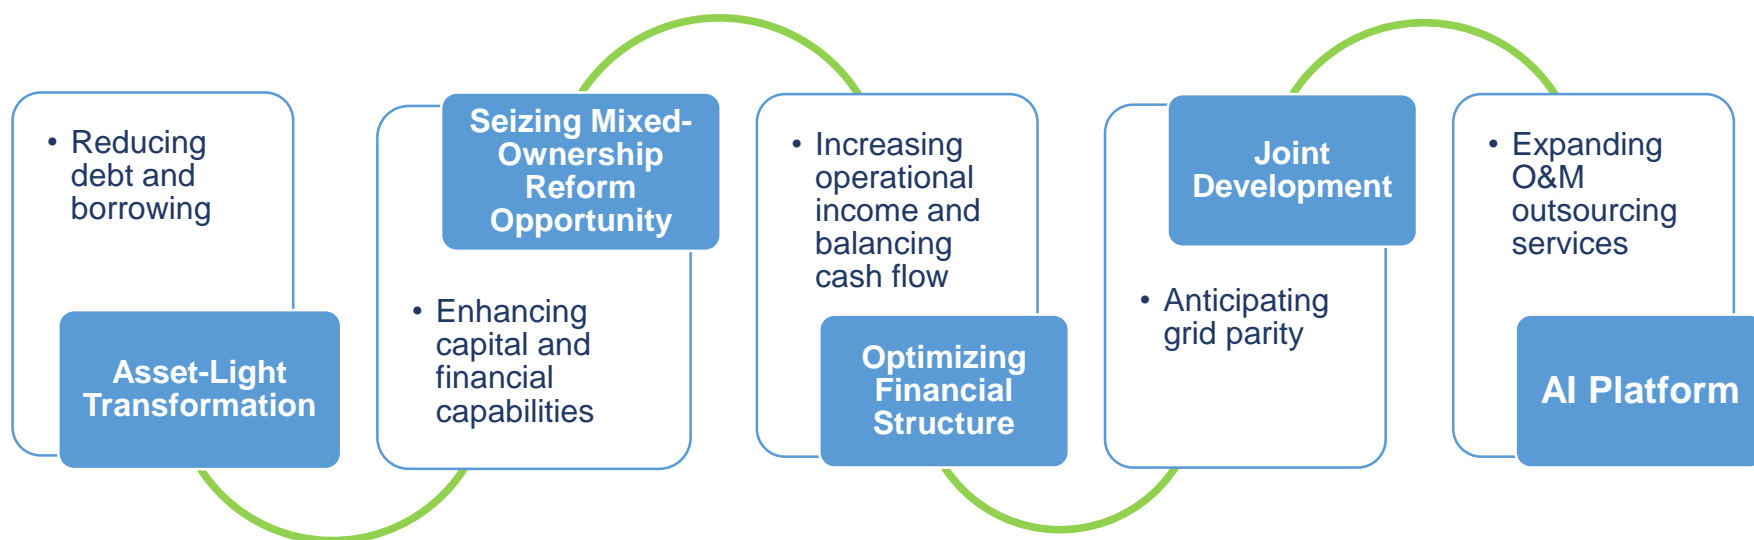 • Reducing
debt and
borrowing
Asset-Light
Transformation
Seizing Mixed-
Ownership
Reform
Opportunity
• Enhancing
capital and
financial
capabilities
• Increasing
operational
income and
balancing
cash flow
Optimizing
Financial
Structure
Joint
Development
• Anticipating
grid parity
• Expanding
O&M
outsourcing
services
AI Platform